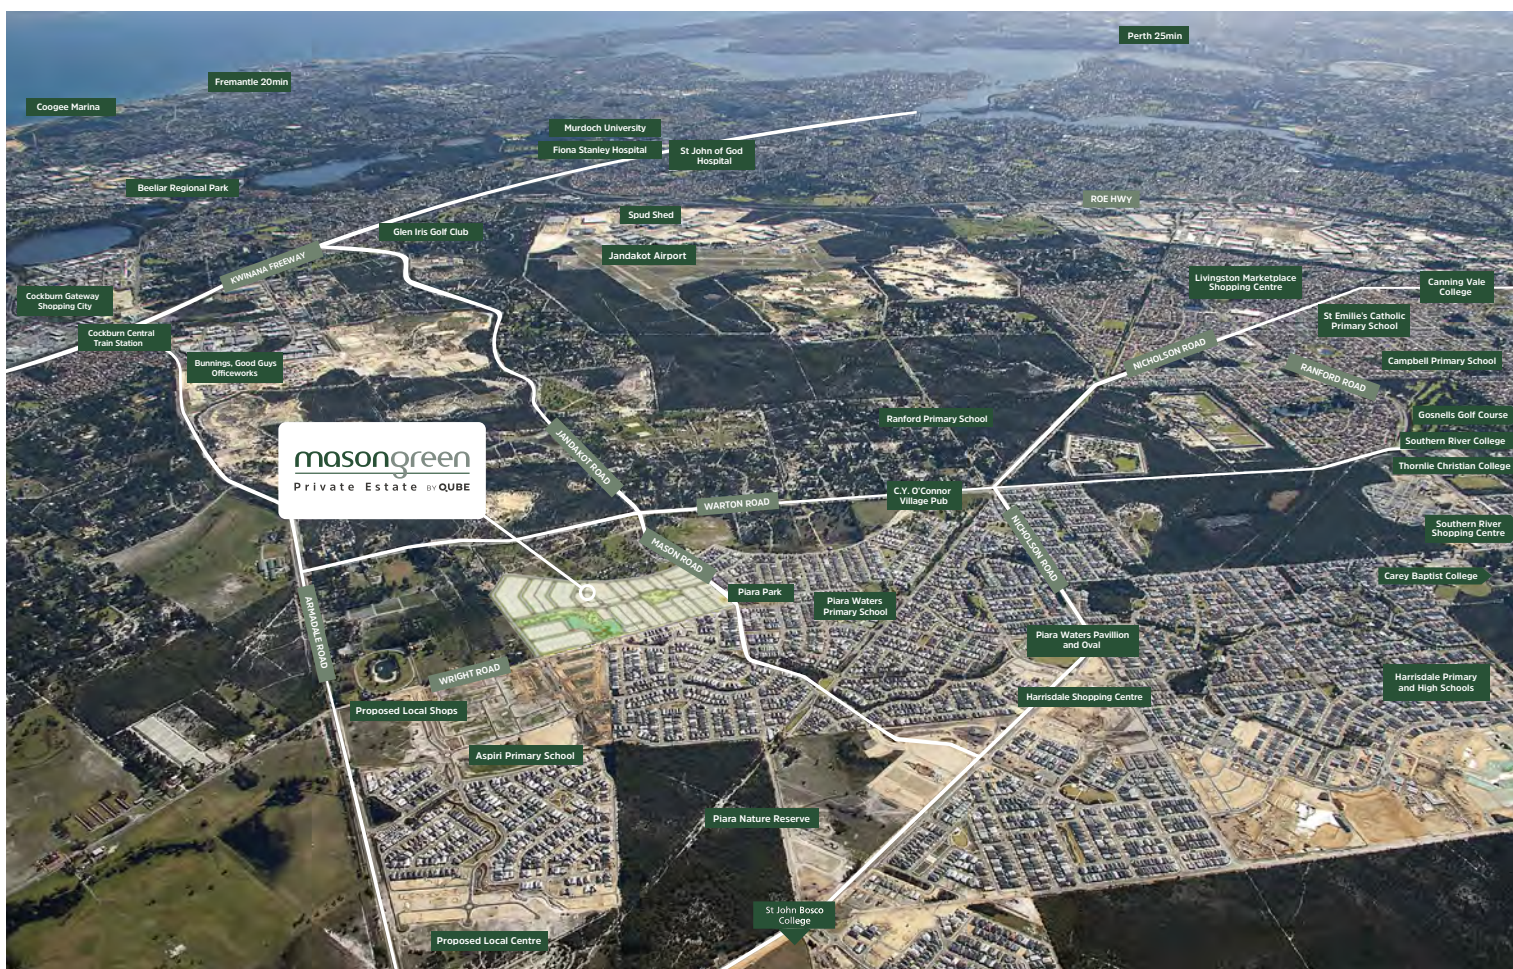 Perth 25min
Fremantle 20min
Coogee Marina
Murdoch University
Fiona Stanley Hospital
St John of God
Hospital
Beeliar Regional Park
ROE HWY
Spud Shed
Glen Iris Golf Club
Jandakot Airport
KWINANA FREEWAY
Livingston Marketplace
Shopping Centre
Canning Vale
College
Cockburn Gateway
Shopping City
St Emilie's Catholic
Primary School
Cockburn Central
Train Station
NICHOLSON ROAD
Campbell Primary School
Bunnings, Good Guys
Officeworks
RANFORD ROAD
Ranford Primary School
Gosnells Golf Course
Southern River College
masongreen
Private Estate BY QUBE
JANDAKOT ROAD
Thornlie Christian College
C.Y. O'Connor
Village Pub
WARTON ROAD
Southern River
Shopping Centre
NICHOLSON ROAD
MASON ROAD
Carey Baptist College
Piara Park
Piara Waters
Primary School
ARMADALE ROAD
Piara Waters Pavillion
and Oval
WRIGHT ROAD
Harrisdale Primary
and High Schools
Harrisdale Shopping Centre
Proposed Local Shops
Aspiri Primary School
Piara Nature Reserve
St John Bosco
College
Proposed Local Centre